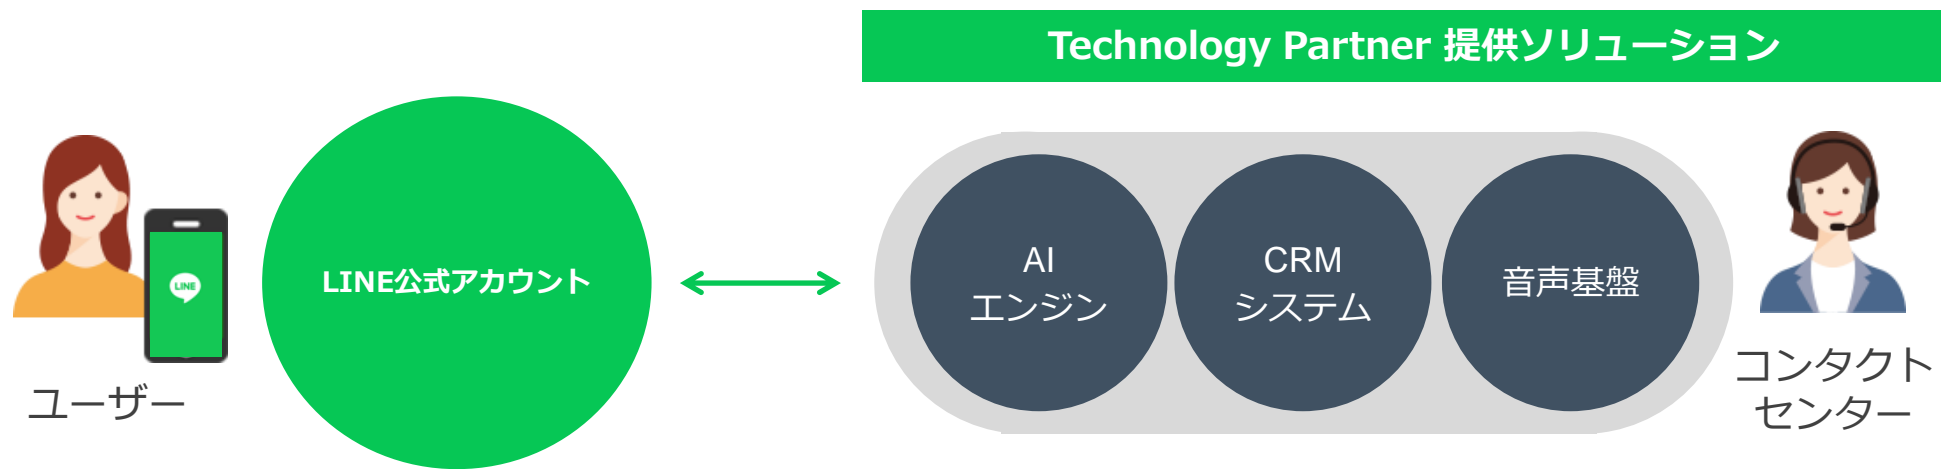 Technology Partner 提供ソリューション
LINE
LINE公式アカウント
AI
エンジン
CRM
システム
音声基盤
ユーザー
コンタクト
センター